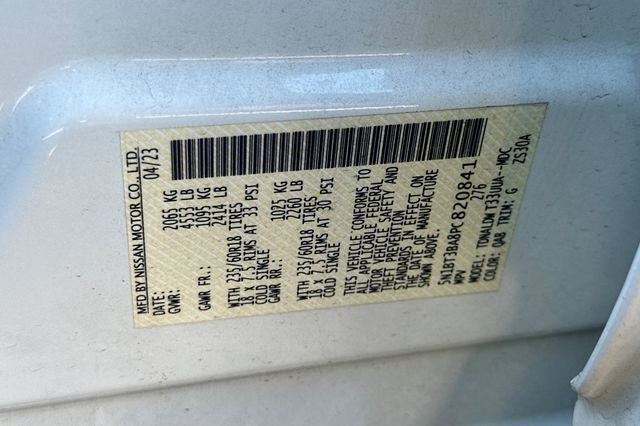 MFD BY NISSAN MOTOR CO., LTD.
DATE: 04/23
GVWR: 2065 KG
4553 LB
GAWR FR.: 1095 KG
2414 LB
WITH 235/60R18 TIRES
18 X 7.5 RIMS AT 33 PSI
COLD SINGLE
GAWR RR.: 1025 KG
2260 LB
WITH 235/60R18 TIRES
18 X 7.5 RIMS AT 30 PSI
COLD SINGLE
THIS VEHICLE CONFORMS TO
ALL APPLICABLE FEDERAL
MOTOR VEHICLE SAFETY AND
THEFT PREVENTION
STANDARDS IN EFFECT ON
THE DATE OF MANUFACTURE
SHOWN ABOVE.
5N1BT3BA8PC820841
MPV 276
MODEL: TDNALDW T33UUA--MDC
COLOR: QAB TRIM: G ZS30A